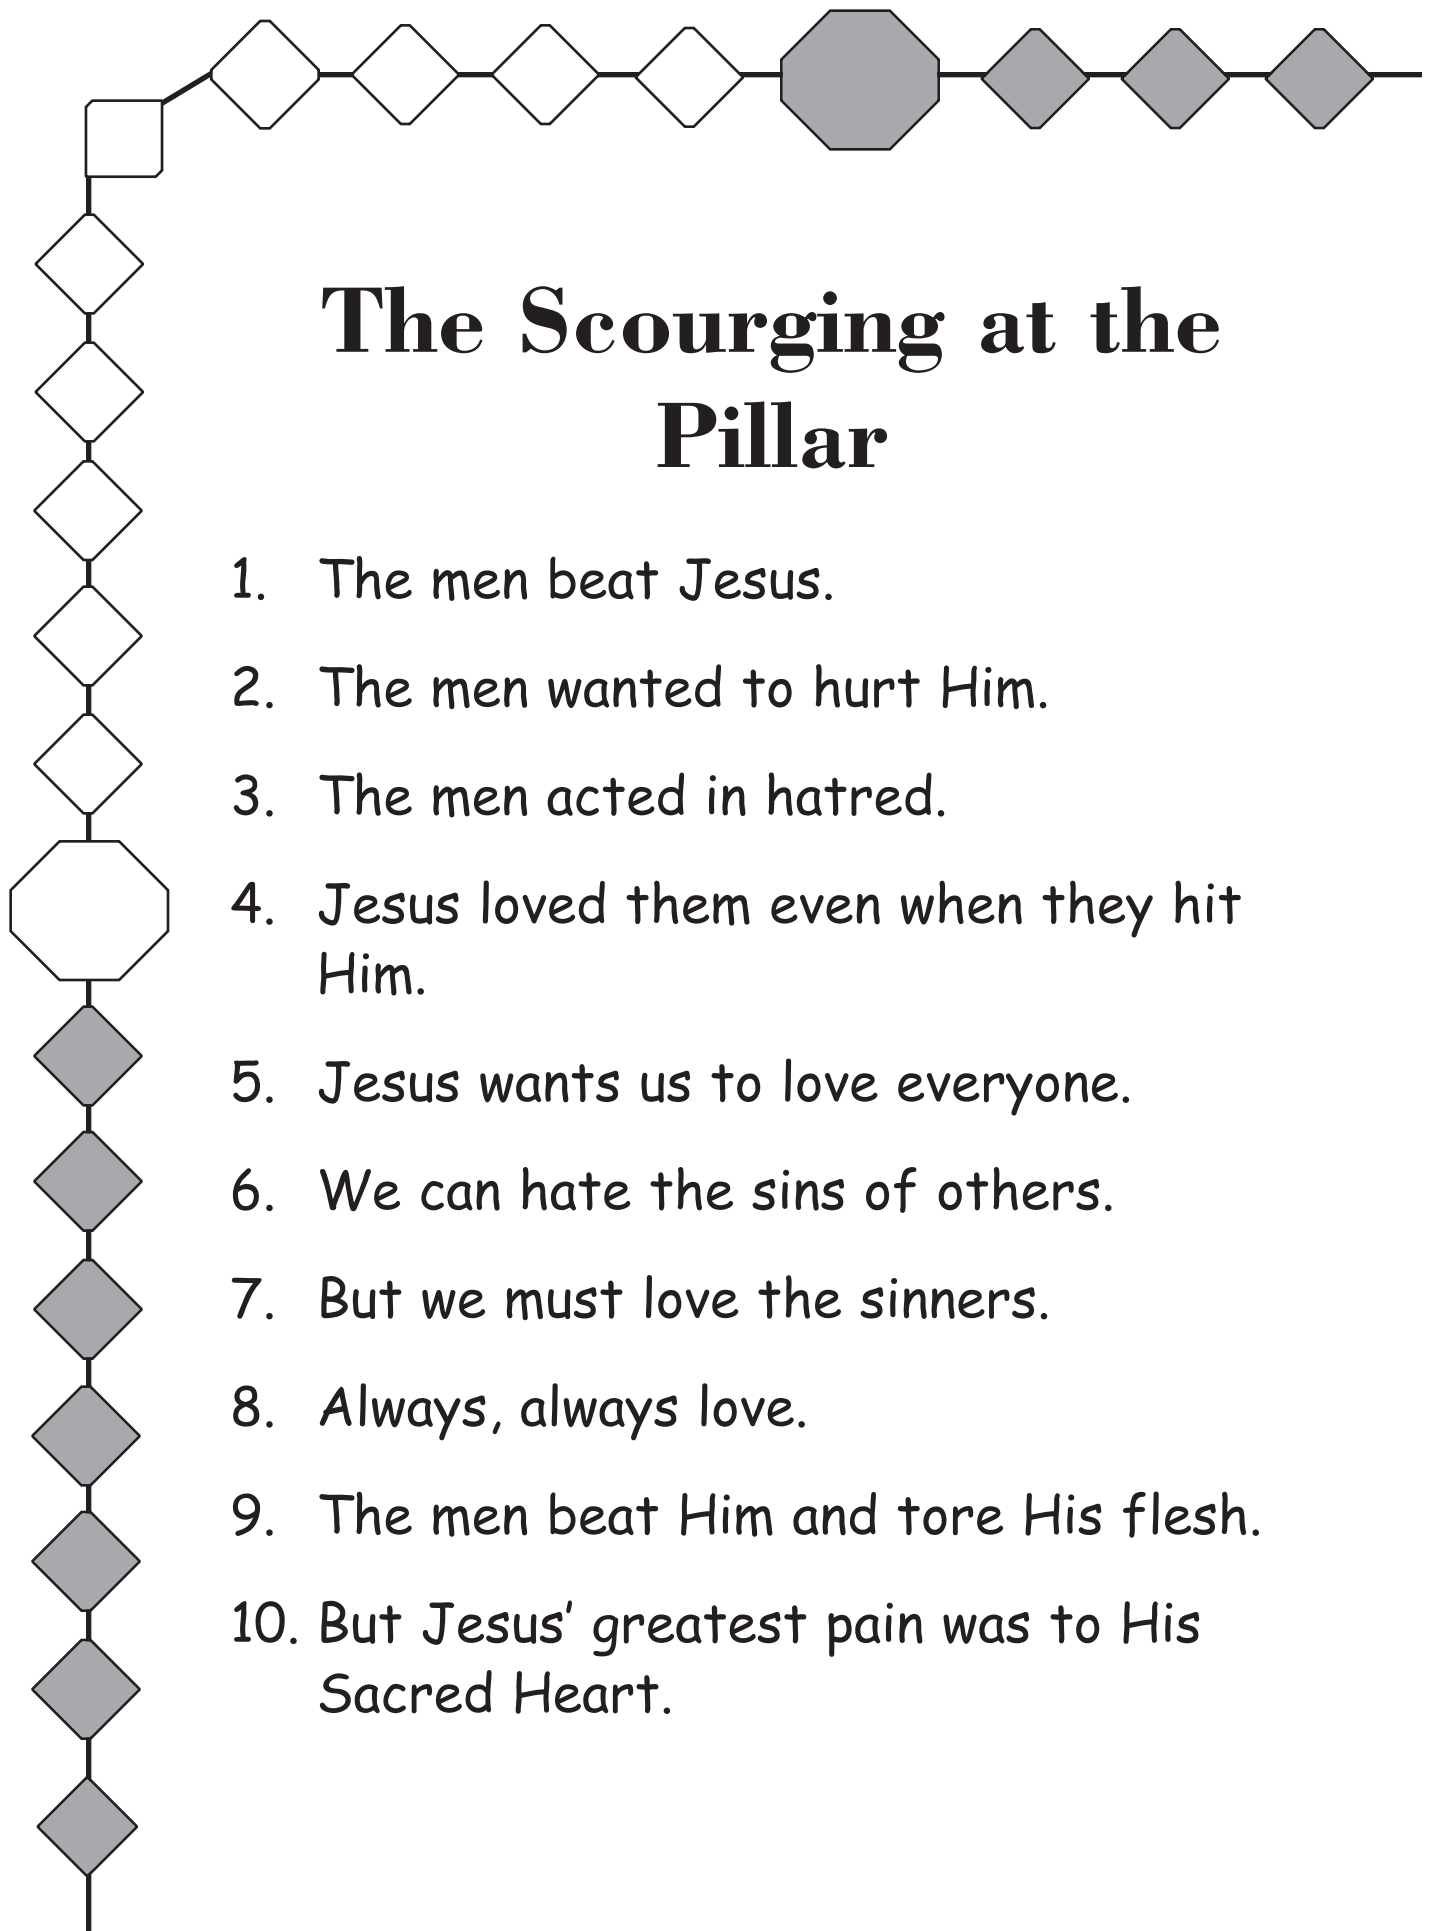 The Scourging at the
Pillar
1. The men beat Jesus.
2. The men wanted to hurt Him.
3. The men acted in hatred.
4. Jesus loved them even when they hit
Him.
5. Jesus wants us to love everyone.
6. We can hate the sins of others.
7. But we must love the sinners.
8. Always, always love.
9. The men beat Him and tore His flesh.
10. But Jesus’ greatest pain was to His
Sacred Heart.